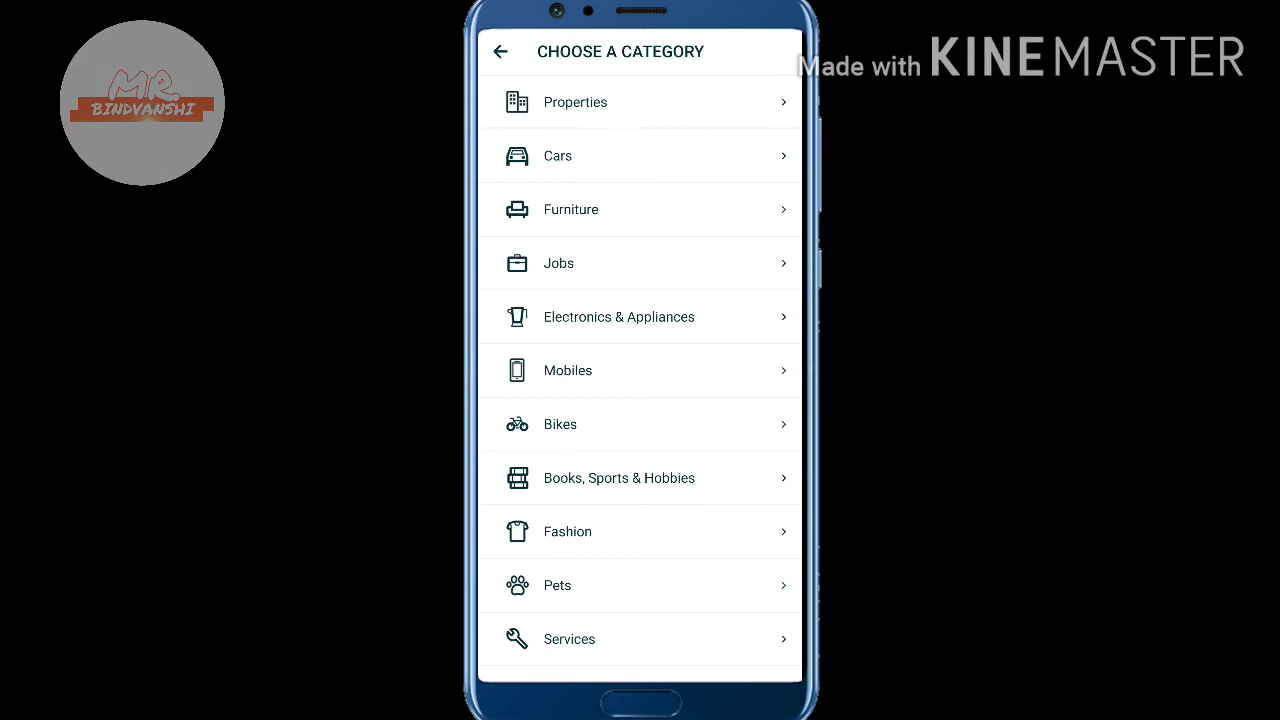 CHOOSE A CATEGORY
Made with KINEMASTER
MR.
BINDVANSHI
Properties
Cars
Furniture
Jobs
Electronics & Appliances
Mobiles
Bikes
Books, Sports & Hobbies
Fashion
Pets
Services